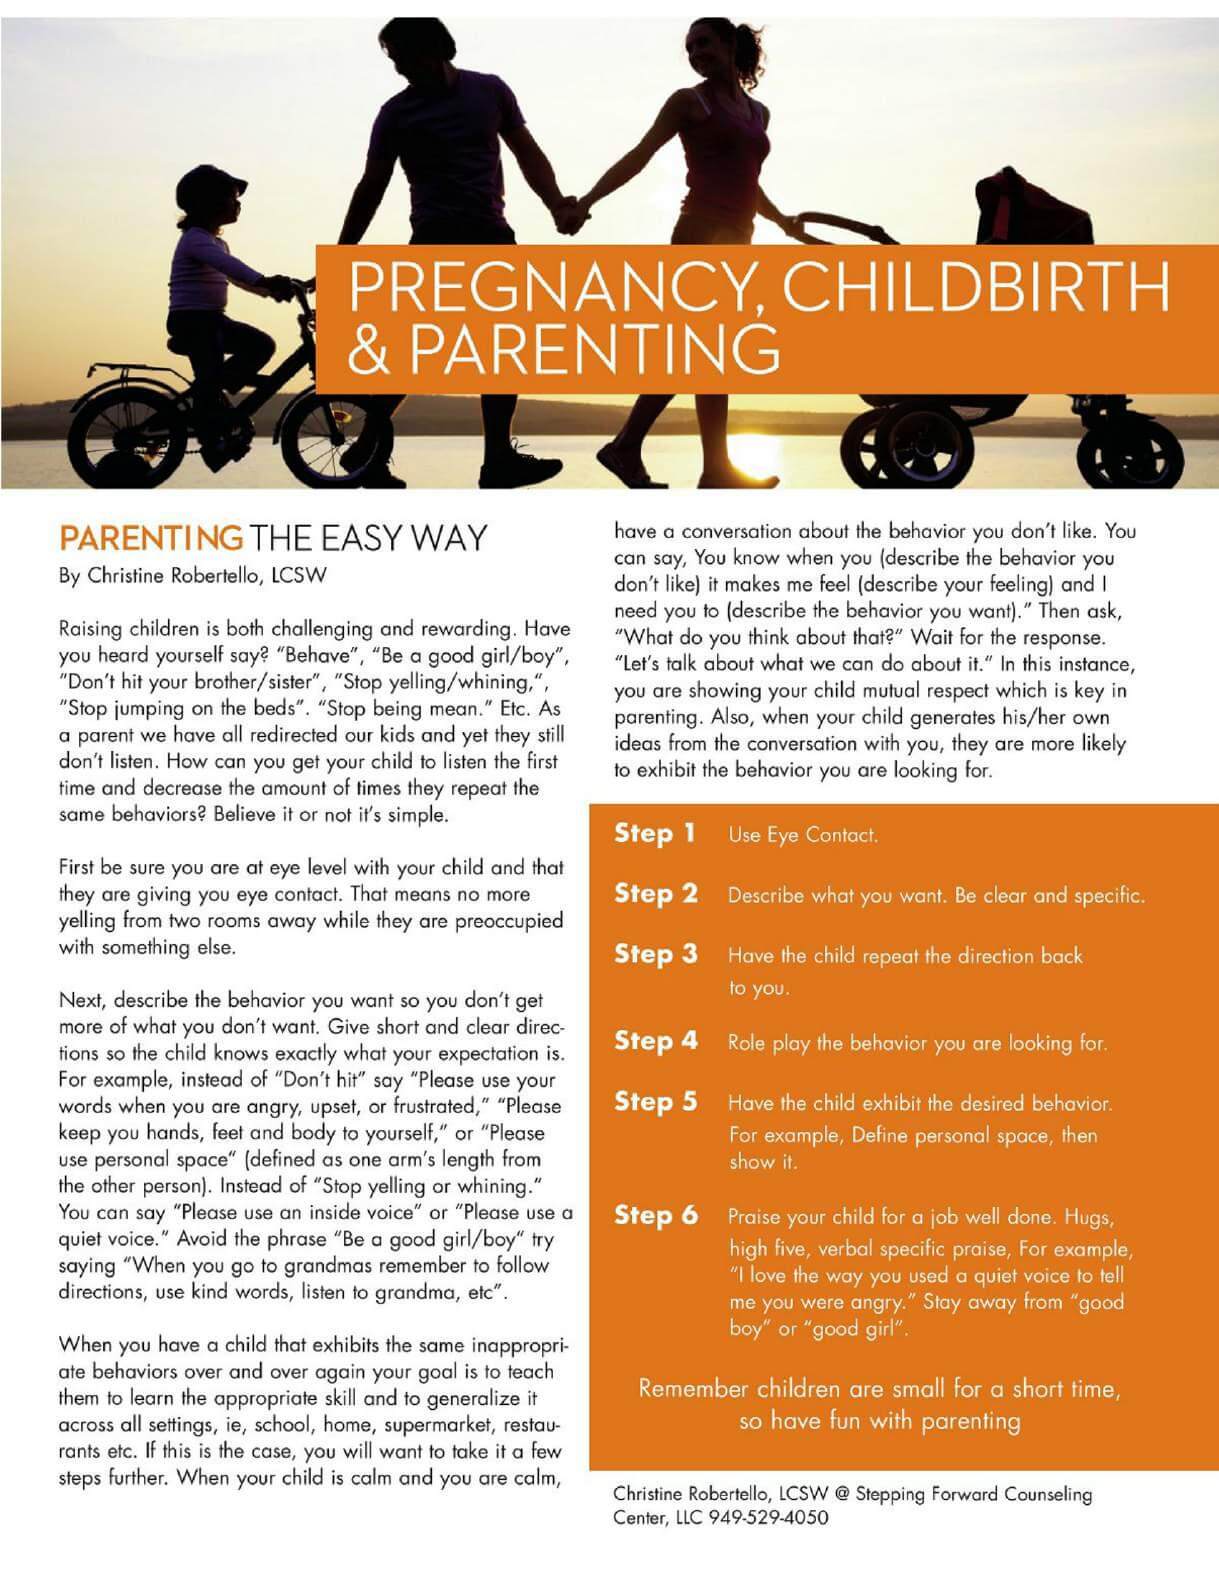 PREGNANCY, CHILDBIRTH
& PARENTING
PARENTING THE EASY WAY
By Christine Robertello, LCSW
Raising children is both challenging and rewarding. Have
you heard yourself say? “Behave”, “Be a good girl/boy”,
“Don’t hit your brother/sister”, “Stop yelling/whining,“,
“Stop jumping on the beds”. “Stop being mean.” Etc. As
a parent we have all redirected our kids and yet they still
don’t listen. How can you get your child to listen the first
time and decrease the amount of times they repeat the
same behaviors? Believe it or not it’s simple.
First be sure you are at eye level with your child and that
they are giving you eye contact. That means no more
yelling from two rooms away while they are preoccupied
with something else.
Next, describe the behavior you want so you don’t get
more of what you don’t want. Give short and clear direc-
tions so the child knows exactly what your expectation is.
For example, instead of “Don’t hit” say “Please use your
words when you are angry, upset, or frustrated,” “Please
keep you hands, feet and body to yourself,” or “Please
use personal space“ (defined as one arm’s length from
the other person). Instead of “Stop yelling or whining.”
You can say “Please use an inside voice” or “Please use a
quiet voice.” Avoid the phrase “Be a good girl/boy“ try
saying “When you go to grandmas remember to follow
directions, use kind words, listen to grandma, etc”.
When you have a child that exhibits the same inappropri-
ate behaviors over and over again your goal is to teach
them to learn the appropriate skill and to generalize it
across all settings, ie, school, home, supermarket, restau-
rants etc. If this is the case, you will want to take it a few
steps further. When your child is calm and you are calm,
have a conversation about the behavior you don’t like. You
can say, You know when you (describe the behavior you
don’t like) it makes me feel (describe your feeling) and I
need you to (describe the behavior you want).” Then ask,
“What do you think about that?” Wait for the response.
“Let’s talk about what we can do about it.” In this instance,
you are showing your child mutual respect which is key in
parenting. Also, when your child generates his/her own
ideas from the conversation with you, they are more likely
to exhibit the behavior you are looking for.
Step 1 Use Eye Contact.
Step 2 Describe what you want. Be clear and specific.
Step 3 Have the child repeat the direction back
to you.
Step 4 Role play the behavior you are looking for.
Step 5 Have the child exhibit the desired behavior.
For example, Define personal space, then
show it.
Step 6 Praise your child for a job well done. Hugs,
high five, verbal specific praise, For example,
“I love the way you used a quiet voice to tell
me you were angry.” Stay away from “good
boy” or “good girl”.
Remember children are small for a short time,
so have fun with parenting
Christine Robertello, LCSW @ Stepping Forward Counseling
Center, LLC 949-529-4050